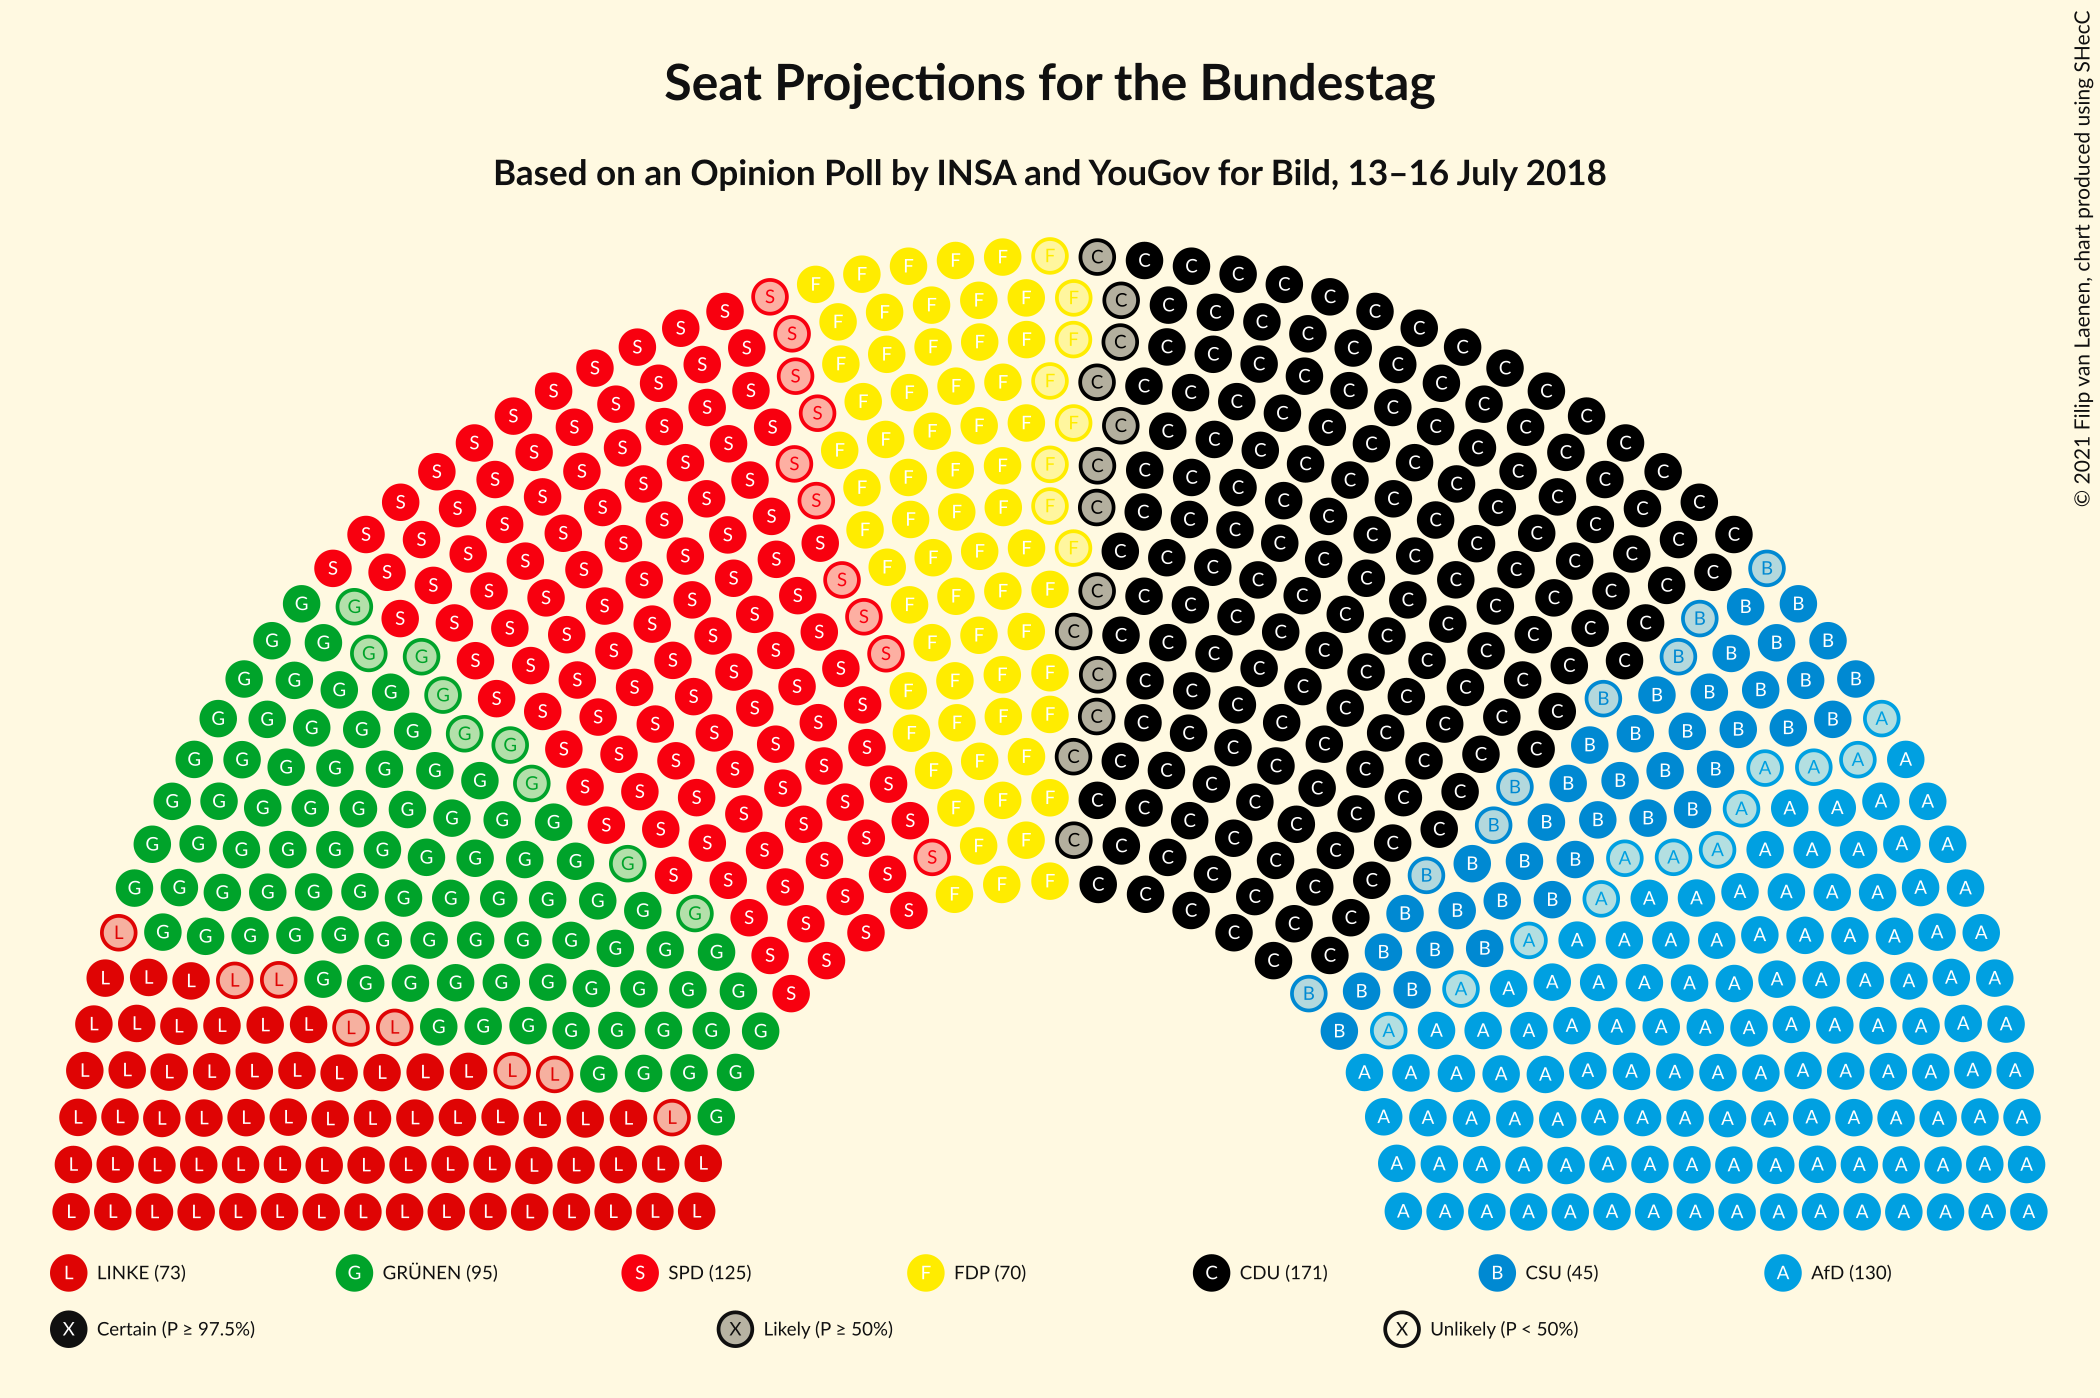 Seat Projections for the Bundestag
Based on an Opinion Poll by INSA and YouGov for Bild, 13–16 July 2018
© 2021 Filip van Laenen, chart produced using SHecC
L LINKE (73) G GRÜNEN (95) S SPD (125) F FDP (70) C CDU (171) B CSU (45) A AfD (130)
X Certain (P ≥ 97.5%) X Likely (P ≥ 50%) X Unlikely (P < 50%)